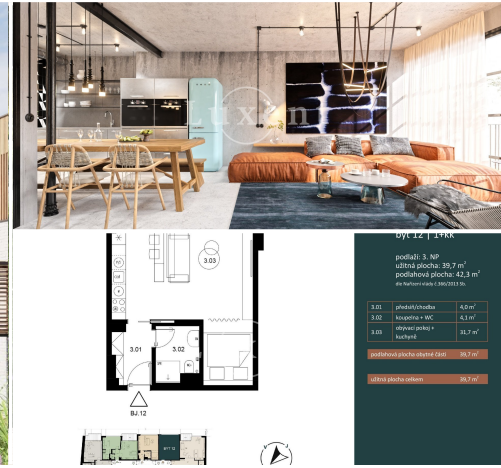 Luxen
byt 12 | 1+kk
podlaží: 3. NP
užitná plocha: 39,7 m²
podlahová plocha: 42,3 m²
dle Nařízení vlády č.366/2013 Sb.
3.03
3.01 předsíň/chodba 4,0 m²
3.02 koupelna + WC 4,1 m²
3.03 obývací pokoj + kuchyně 31,7 m²
3.01
3.02
podlahová plocha obytné části 39,7 m²
užitná plocha celkem 39,7 m²
BJ.12
BYT 12